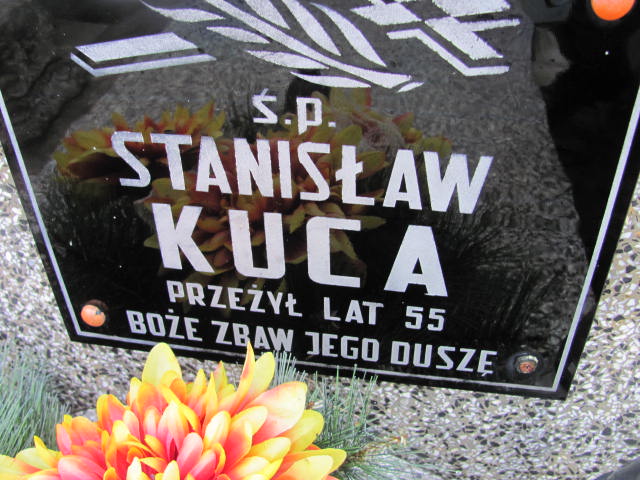 ś.p.
STANISŁAW
KUCA
PRZEŻYŁ LAT 55
BOŻE ZBAW JEGO DUSZĘ